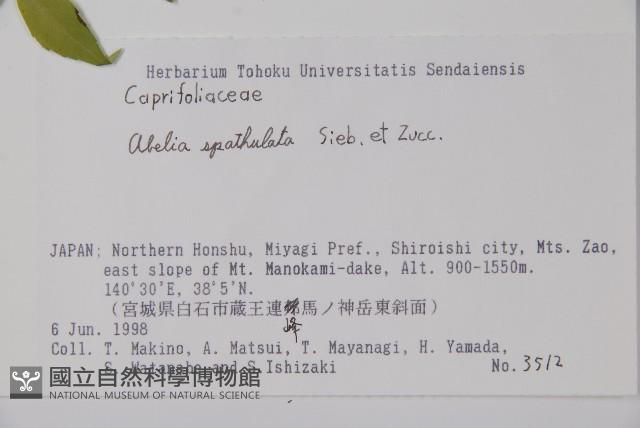 Herbarium Tohoku Universitatis Sendaiensis
Caprifoliaceae
Abelia spathulata Sieb. et Zucc.
JAPAN; Northern Honshu, Miyagi Pref., Shiroishi city, Mts. Zao,
east slope of Mt. Manokami-dake, Alt. 900-1550m.
140°30'E, 38°5'N.
(宮城県白石市蔵王連馬ノ神岳東斜面)
峰
6 Jun. 1998
Coll. T. Makino, A. Matsui, T. Mayanagi, H. Yamada,
S. Watanabe and S. Ishizaki No. 3512
國立自然科學博物館
NATIONAL MUSEUM OF NATURAL SCIENCE